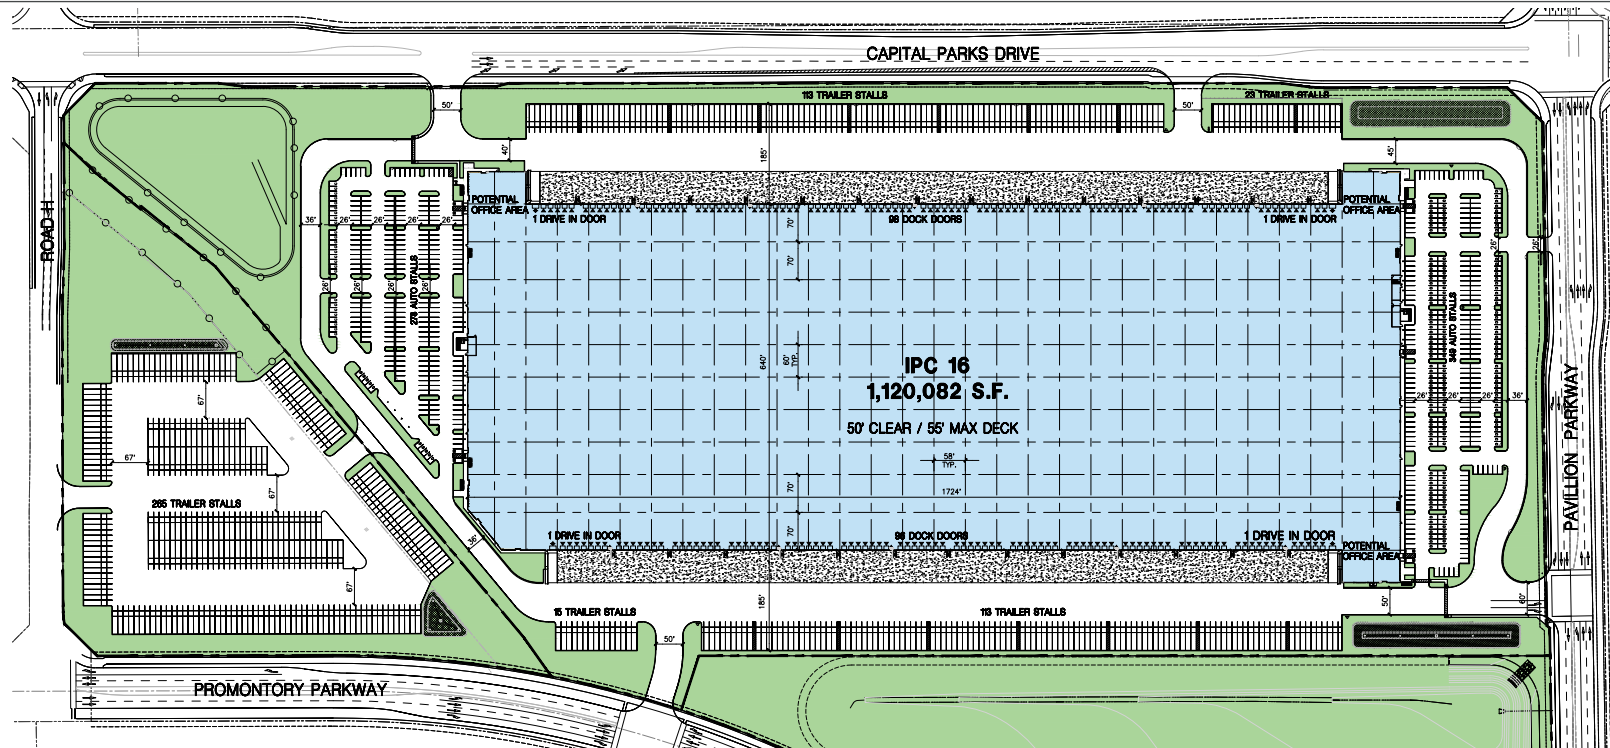 CAPITAL PARKS DRIVE
113 TRAILER STALLS
23 TRAILER STALLS
50'
50'
40'
185'
45'
POTENTIAL
OFFICE AREA
1 DRIVE IN DOOR
98 DOCK DOORS
1 DRIVE IN DOOR
POTENTIAL
OFFICE AREA
ROAD H
36'
26'
26'
26'
26'
70'
70'
26'
26'
26'
26'
26'
26'
278 AUTO STALLS
349 AUTO STALLS
640'
60'
TYP.
IPC 16
1,120,082 S.F.
50' CLEAR / 55' MAX DECK
58'
TYP.
1724'
26'
26'
26'
36'
PAVILLION PARKWAY
67'
67'
67'
67'
265 TRAILER STALLS
70'
70'
36'
1 DRIVE IN DOOR
98 DOCK DOORS
1 DRIVE IN DOOR
POTENTIAL
OFFICE AREA
185'
50'
60'
15 TRAILER STALLS
113 TRAILER STALLS
50'
PROMONTORY PARKWAY